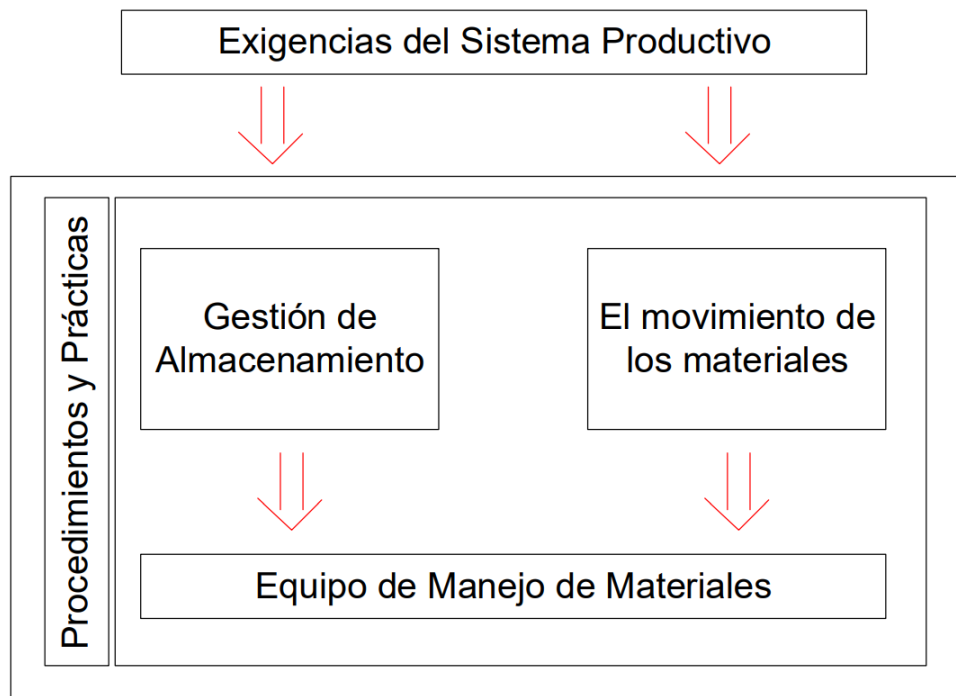 Exigencias del Sistema Productivo
Procedimientos y Prácticas
Gestión de
Almacenamiento
El movimiento de
los materiales
Equipo de Manejo de Materiales